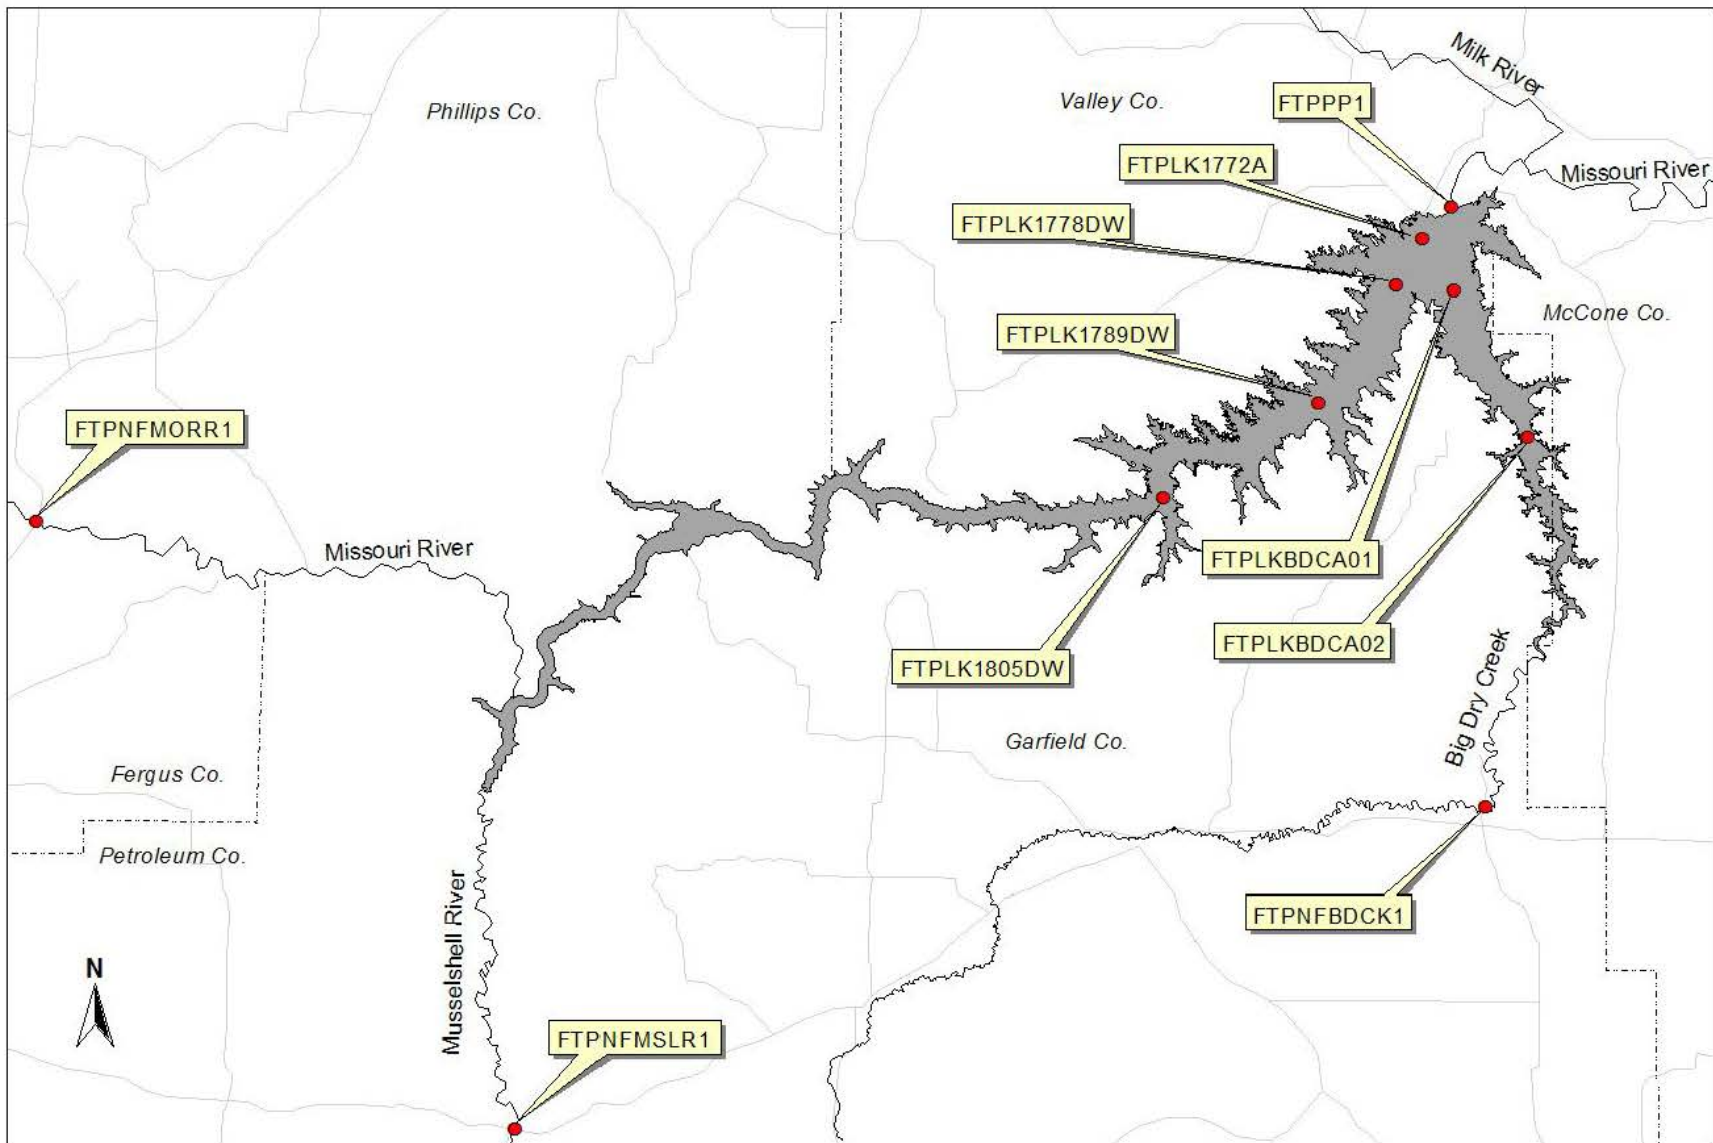 Milk River
Phillips Co.
Valley Co.
FTPPP1
FTPLK1772A
Missouri River
FTPLK1778DW
McCone Co.
FTPLK1789DW
FTPNFMORR1
Missouri River
FTPLKBDCA01
FTPLKBDCA02
FTPLK1805DW
Big Dry Creek
Garfield Co.
Fergus Co.
Petroleum Co.
FTPNFBDCK1
Musselshell River
N
FTPNFMSLR1